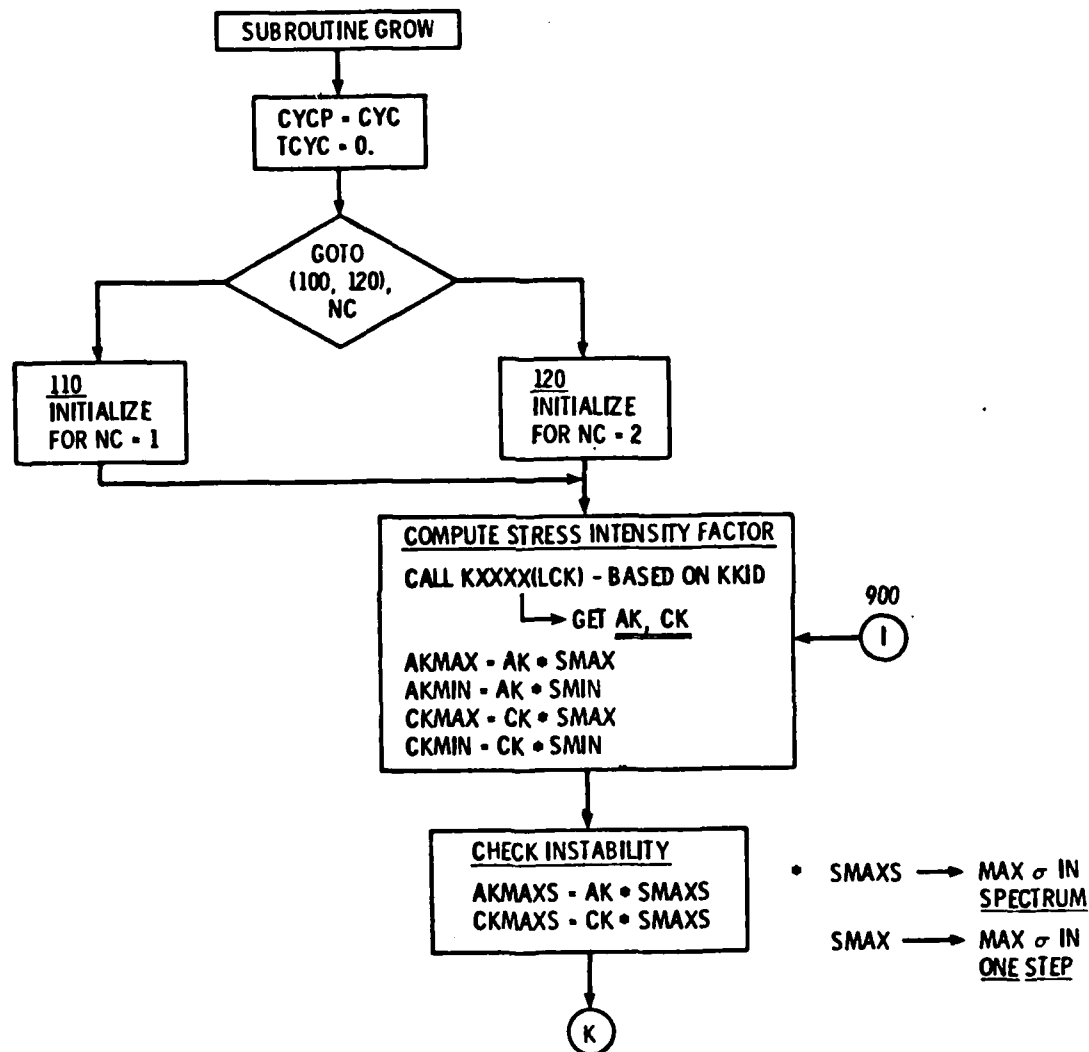 SUBROUTINE GROW
CYCP = CYC
TCYC = 0.
GOTO
(100, 120),
NC
110
INITIALIZE
FOR NC = 1
120
INITIALIZE
FOR NC = 2
COMPUTE STRESS INTENSITY FACTOR
CALL KXXXX(LCK) - BASED ON KKID
GET AK, CK
AKMAX = AK * SMAX
AKMIN = AK * SMIN
CKMAX = CK * SMAX
CKMIN = CK * SMIN
900
I
CHECK INSTABILITY
AKMAXS = AK * SMAXS
CKMAXS = CK * SMAXS
* SMAXS → MAX σ IN
SPECTRUM
SMAX → MAX σ IN
ONE STEP
K